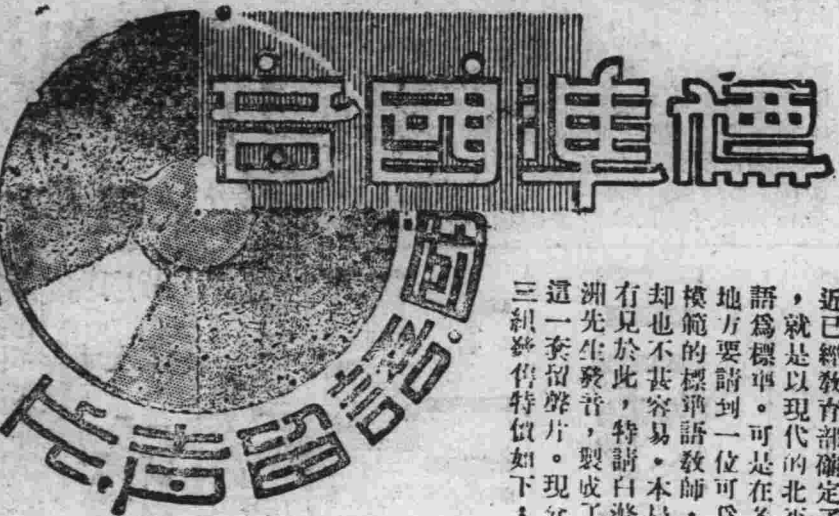 標準國音
國語留聲片
近已經教育部確定
，就是以現代的北平
語爲標準。可是在各
地方要請到一位可爲
模範的標準語教師，
却也不甚容易。本局
有見於此，特請白滌
洲先生發音，製成了
這一套留聲片。現分
三組發售特價如下：